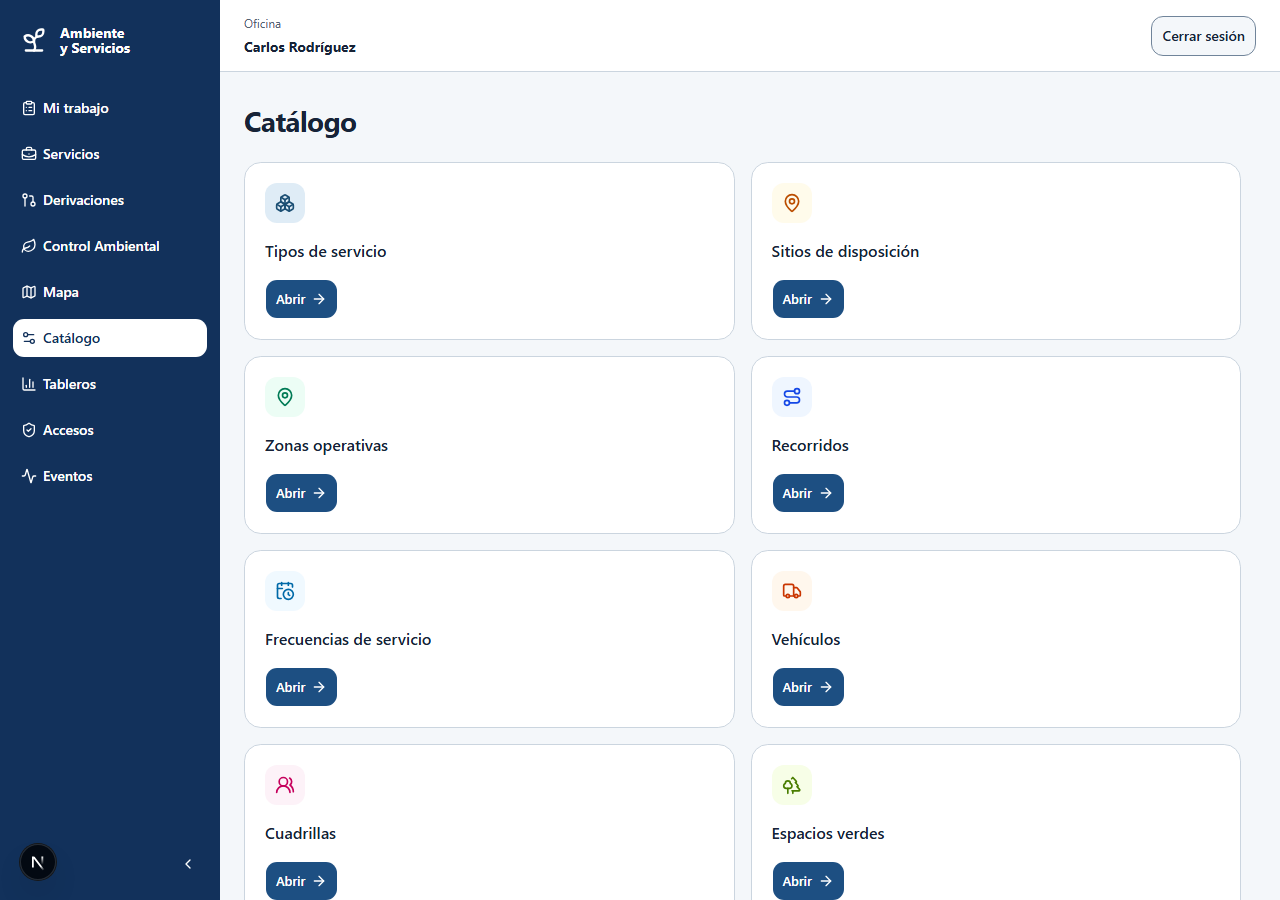 Ambiente
y Servicios
Mi trabajo
Servicios
Derivaciones
Control Ambiental
Mapa
Catálogo
Tableros
Accesos
Eventos
N
Oficina
Carlos Rodríguez
Cerrar sesión
Catálogo
Tipos de servicio
Abrir
Sitios de disposición
Abrir
Zonas operativas
Abrir
Recorridos
Abrir
Frecuencias de servicio
Abrir
Vehículos
Abrir
Cuadrillas
Abrir
Espacios verdes
Abrir